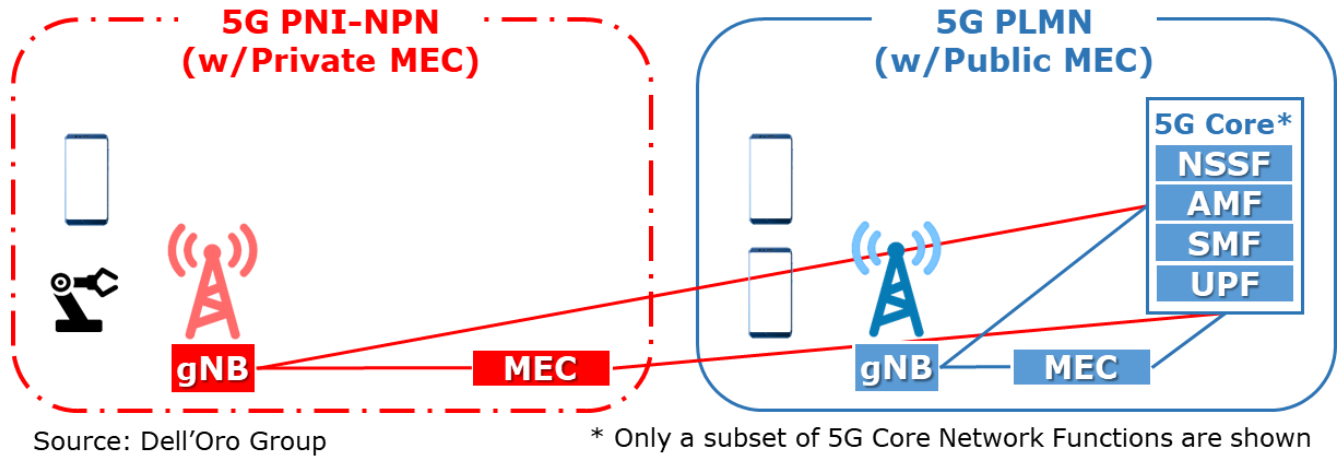 5G PNI-NPN
(w/Private MEC)
5G PLMN
(w/Public MEC)
5G Core*
NSSF
AMF
SMF
UPF
gNB
MEC
gNB
MEC
Source: Dell’Oro Group
* Only a subset of 5G Core Network Functions are shown